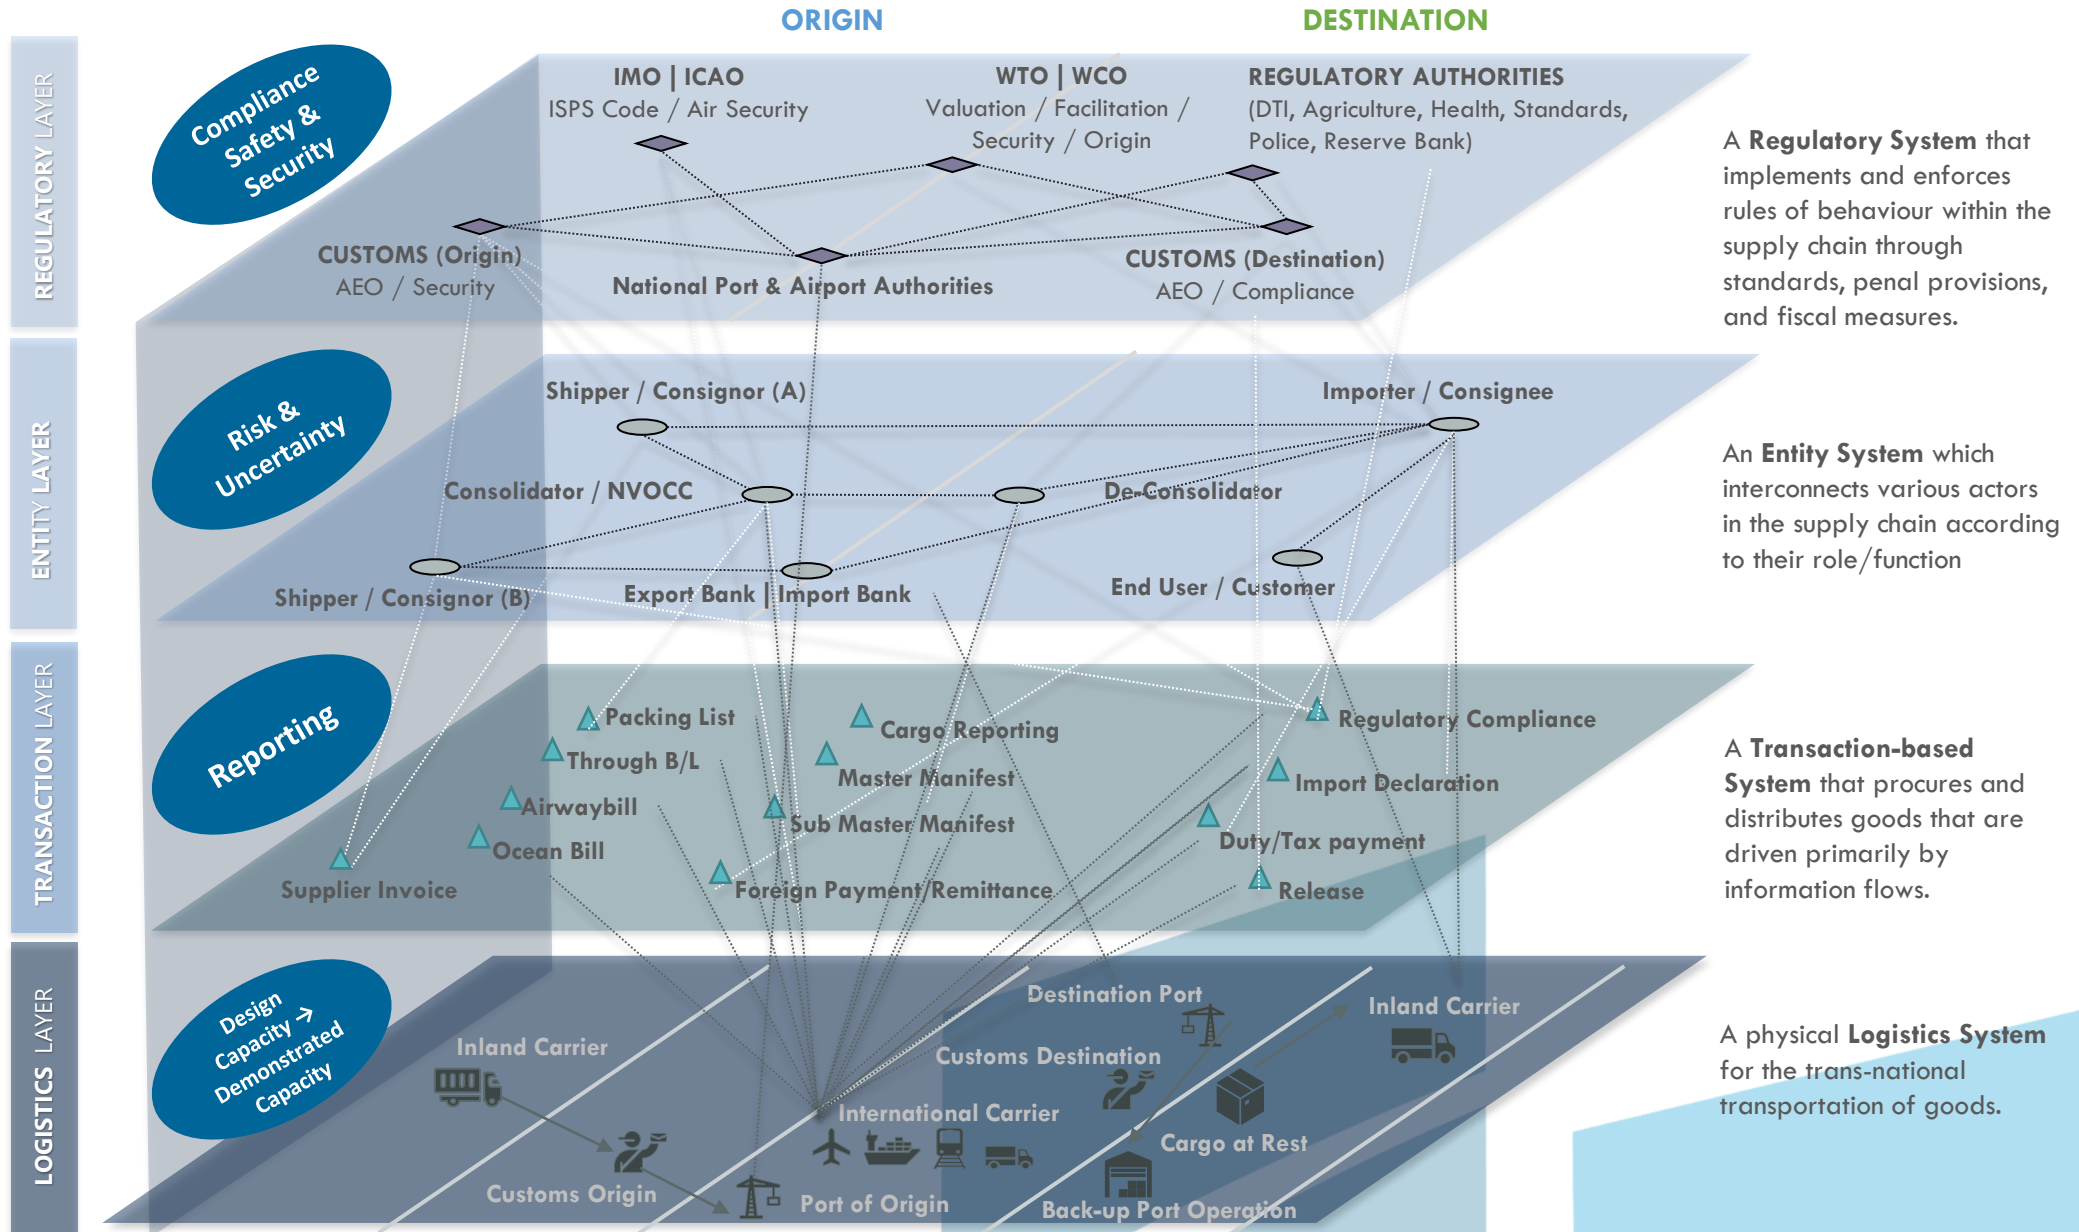 ORIGIN
DESTINATION
REGULATORY LAYER
Compliance
Safety &
Security
IMO | ICAO
ISPS Code / Air Security
WTO | WCO
Valuation / Facilitation /
Security / Origin
REGULATORY AUTHORITIES
(DTI, Agriculture, Health, Standards,
Police, Reserve Bank)
CUSTOMS (Origin)
AEO / Security
National Port & Airport Authorities
CUSTOMS (Destination)
AEO / Compliance
A Regulatory System that
implements and enforces
rules of behaviour within the
supply chain through
standards, penal provisions,
and fiscal measures.
ENTITY LAYER
Risk &
Uncertainty
Shipper / Consignor (A)
Importer / Consignee
Consolidator / NVOCC
De-Consolidator
Shipper / Consignor (B)
Export Bank | Import Bank
End User / Customer
An Entity System which
interconnects various actors
in the supply chain according
to their role/function
TRANSACTION LAYER
Reporting
Packing List
Through B/L
Airwaybill
Ocean Bill
Supplier Invoice
Cargo Reporting
Master Manifest
Sub Master Manifest
Foreign Payment/Remittance
Regulatory Compliance
Import Declaration
Duty/Tax payment
Release
A Transaction-based
System that procures and
distributes goods that are
driven primarily by
information flows.
LOGISTICS LAYER
Design
Capacity →
Demonstrated
Capacity
Inland Carrier
Customs Origin
Port of Origin
International Carrier
Destination Port
Customs Destination
Inland Carrier
Cargo at Rest
Back-up Port Operation
A physical Logistics System
for the trans-national
transportation of goods.